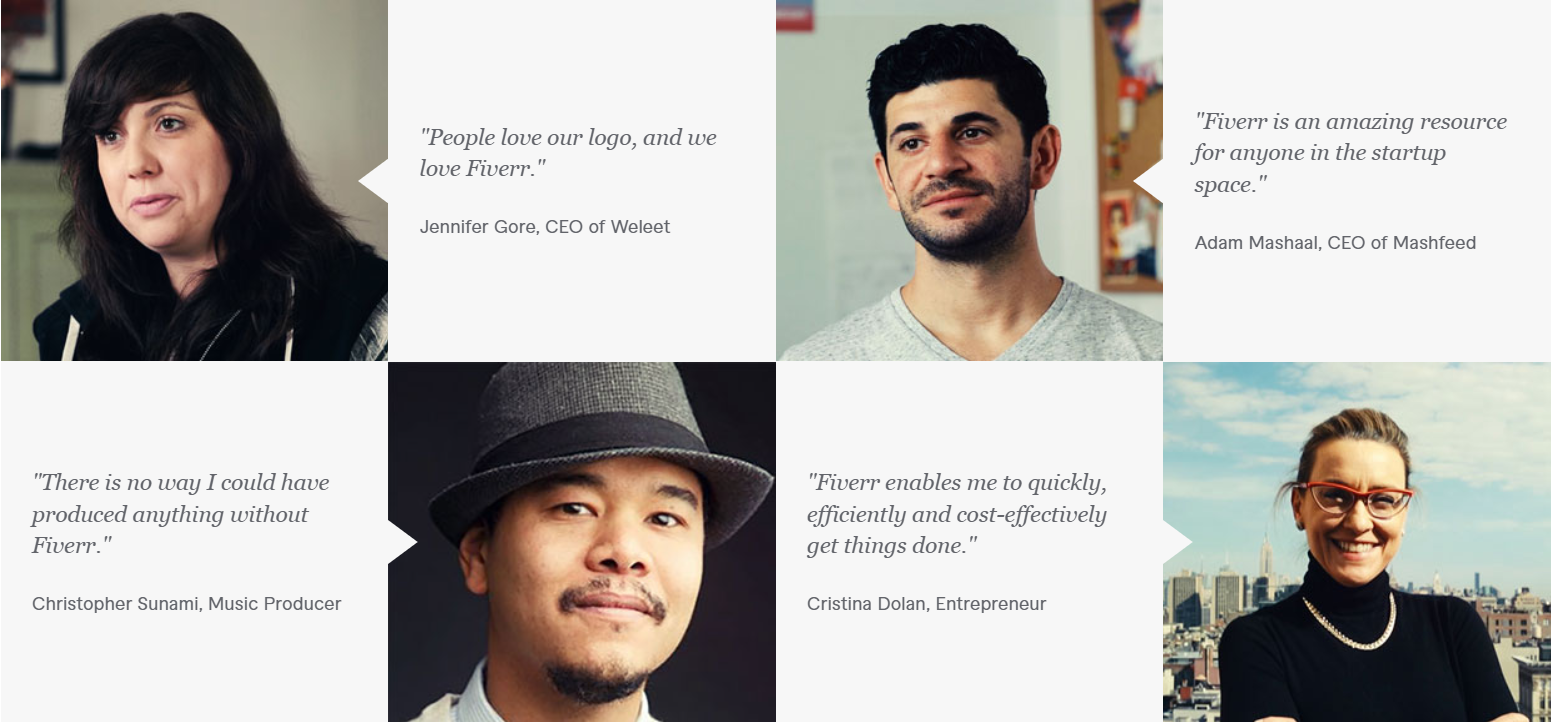 "People love our logo, and we
love Fiverr."
Jennifer Gore, CEO of Weleet
"Fiverr is an amazing resource
for anyone in the startup
space."
Adam Mashaal, CEO of Mashfeed
"There is no way I could have
produced anything without
Fiverr."
Christopher Sunami, Music Producer
"Fiverr enables me to quickly,
efficiently and cost-effectively
get things done."
Cristina Dolan, Entrepreneur